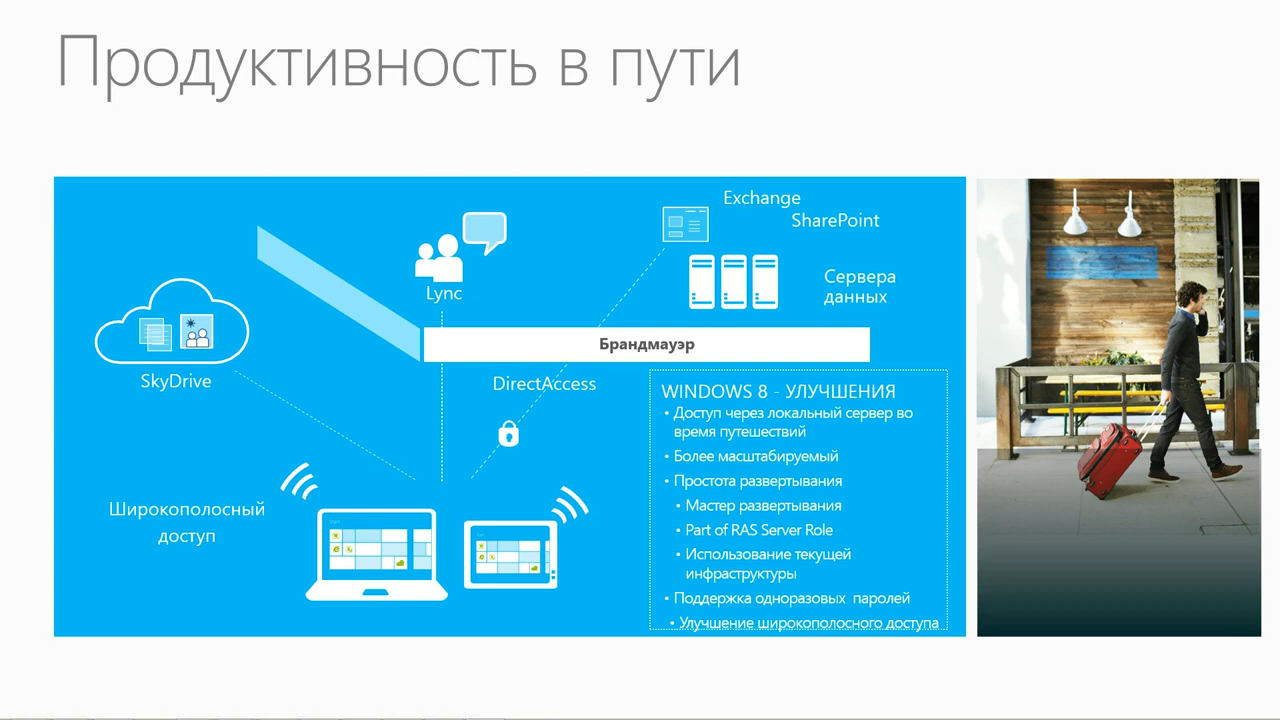 Продуктивность в пути
Exchange
SharePoint
Сервера
данных
Lync
Брандмауэр
SkyDrive
DirectAccess
WINDOWS 8 - УЛУЧШЕНИЯ
• Доступ через локальный сервер во
время путешествий
• Более масштабируемый
• Простота развертывания
• Мастер развертывания
• Part of RAS Server Role
• Использование текущей
инфраструктуры
• Поддержка одноразовых паролей
• Улучшение широкополосного доступа
Широкополосный
доступ
Start